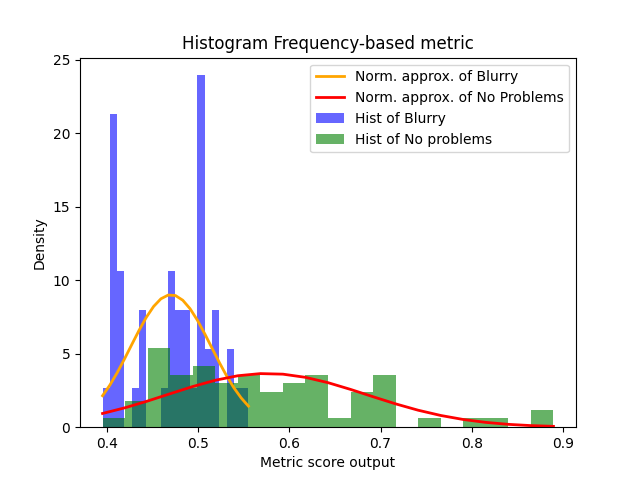 Histogram Frequency-based metric
Norm. approx. of Blurry
Norm. approx. of No Problems
Hist of Blurry
Hist of No problems
25
20
15
10
5
0
Density
0.4 0.5 0.6 0.7 0.8 0.9
Metric score output